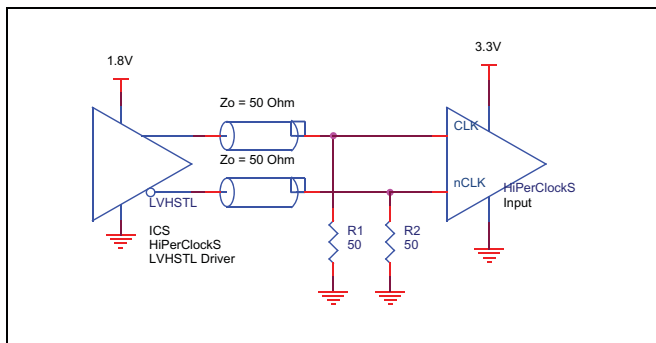 1.8V
3.3V
Zo = 50 Ohm
CLK
Zo = 50 Ohm
nCLK
HiPerClockS
Input
LVHSTL
ICS
HiPerClockS
LVHSTL Driver
R1
50
R2
50